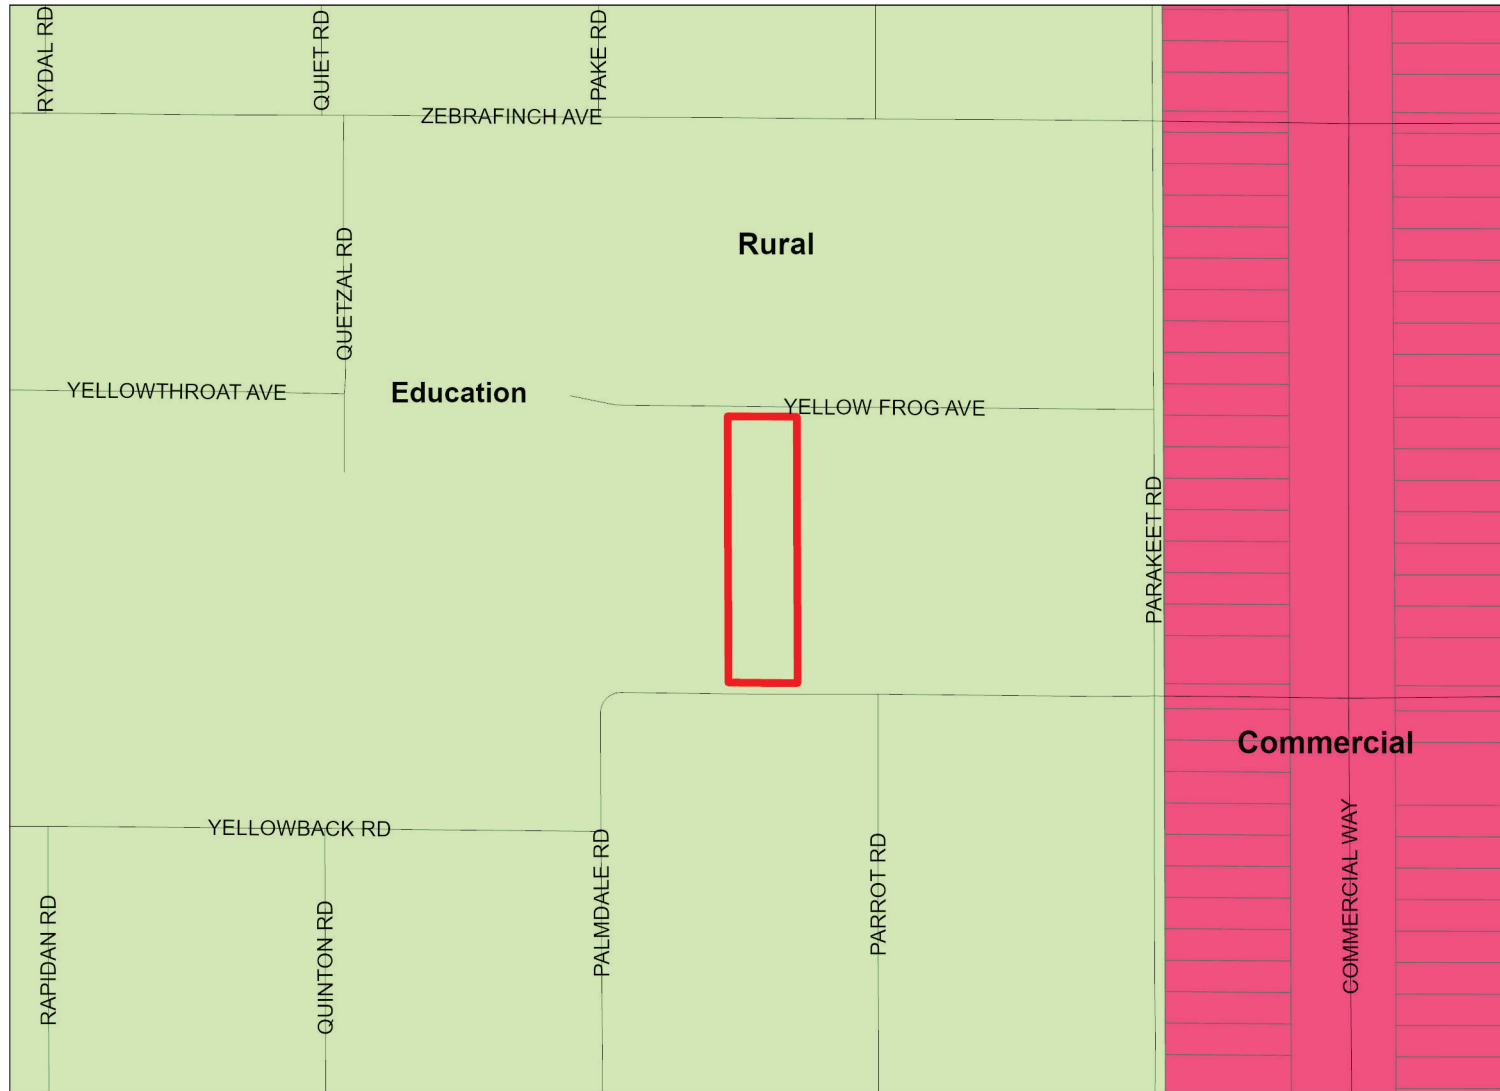 RYDAL RD
QUIET RD
PAKE RD
ZEBRAFINCH AVE
Rural
QUETZAL RD
YELLOWTHROAT AVE
Education
YELLOW FROG AVE
PARAKEET RD
Commercial
YELLOWBACK RD
RAPIDAN RD
QUINTON RD
PALMDALE RD
PARROT RD
COMMERCIAL WAY